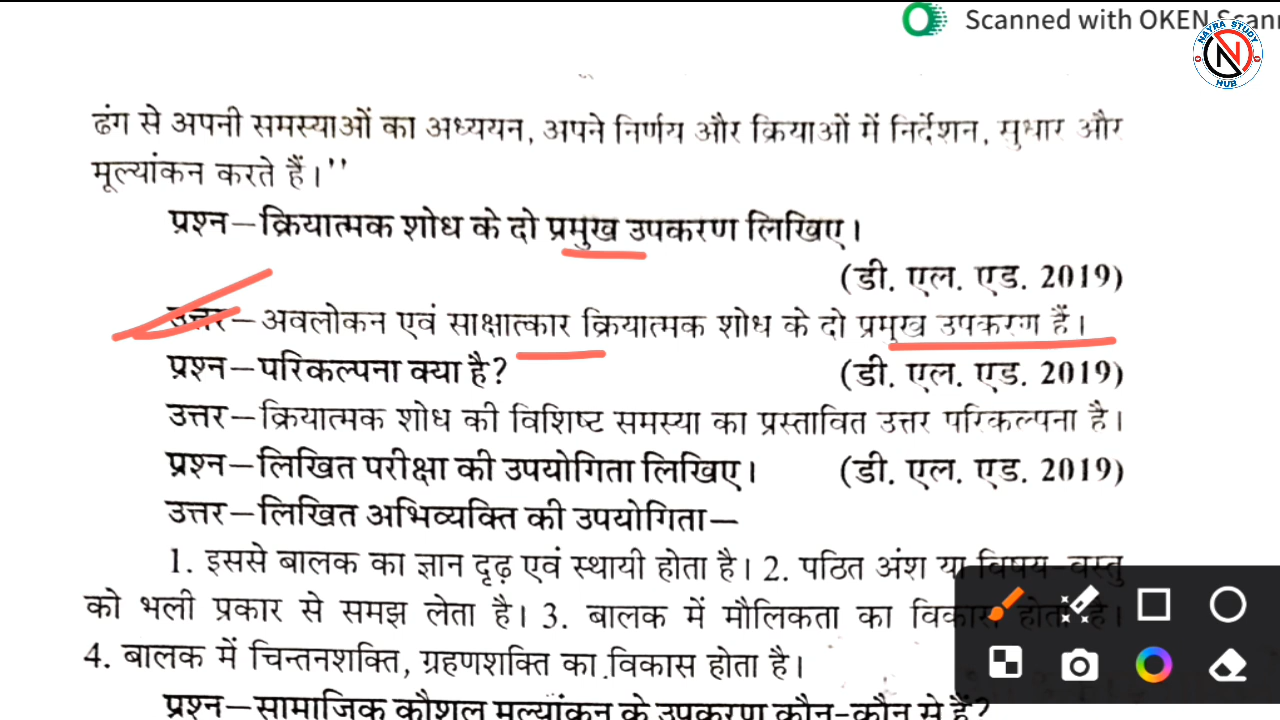 Scanned with OKEN Scann
NAYRA STUDY
N
HUB
ढंग से अपनी समस्याओं का अध्ययन, अपने निर्णय और क्रियाओं में निर्देशन, सुधार और
मूल्यांकन करते हैं।’’
प्रश्न–क्रियात्मक शोध के दो प्रमुख उपकरण लिखिए।
(डी. एल. एड. 2019)
उत्तर–अवलोकन एवं साक्षात्कार क्रियात्मक शोध के दो प्रमुख उपकरण हैं।
प्रश्न–परिकल्पना क्या है? (डी. एल. एड. 2019)
उत्तर–क्रियात्मक शोध की विशिष्ट समस्या का प्रस्तावित उत्तर परिकल्पना है।
प्रश्न–लिखित परीक्षा की उपयोगिता लिखिए। (डी. एल. एड. 2019)
उत्तर–लिखित अभिव्यक्ति की उपयोगिता–
1. इससे बालक का ज्ञान दृढ़ एवं स्थायी होता है। 2. पठित अंश या विषय-वस्तु
को भली प्रकार से समझ लेता है। 3. बालक में मौलिकता का विकास होता है।
4. बालक में चिन्तनशक्ति, ग्रहणशक्ति का विकास होता है।
प्रश्न–सामाजिक कौशल मूल्यांकन के उपकरण कौन-कौन से हैं?